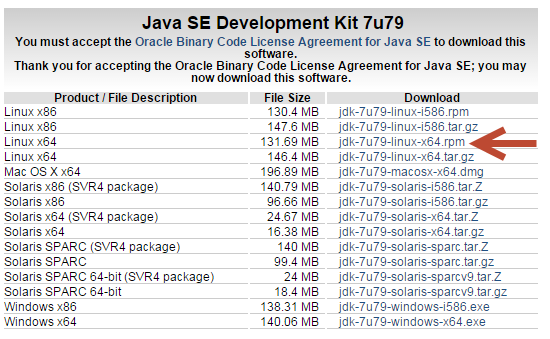 Java SE Development Kit 7u79
You must accept the Oracle Binary Code License Agreement for Java SE to download this
software.
Thank you for accepting the Oracle Binary Code License Agreement for Java SE; you may
now download this software.
Product / File Description File Size Download
Linux x86 130.4 MB jdk-7u79-linux-i586.rpm
Linux x86 147.6 MB jdk-7u79-linux-i586.tar.gz
Linux x64 131.69 MB jdk-7u79-linux-x64.rpm
Linux x64 146.4 MB jdk-7u79-linux-x64.tar.gz
Mac OS X x64 196.89 MB jdk-7u79-macosx-x64.dmg
Solaris x86 (SVR4 package) 140.79 MB jdk-7u79-solaris-i586.tar.Z
Solaris x86 96.66 MB jdk-7u79-solaris-i586.tar.gz
Solaris x64 (SVR4 package) 24.67 MB jdk-7u79-solaris-x64.tar.Z
Solaris x64 16.38 MB jdk-7u79-solaris-x64.tar.gz
Solaris SPARC (SVR4 package) 140 MB jdk-7u79-solaris-sparc.tar.Z
Solaris SPARC 99.4 MB jdk-7u79-solaris-sparc.tar.gz
Solaris SPARC 64-bit (SVR4 package) 24 MB jdk-7u79-solaris-sparcv9.tar.Z
Solaris SPARC 64-bit 18.4 MB jdk-7u79-solaris-sparcv9.tar.gz
Windows x86 138.31 MB jdk-7u79-windows-i586.exe
Windows x64 140.06 MB jdk-7u79-windows-x64.exe